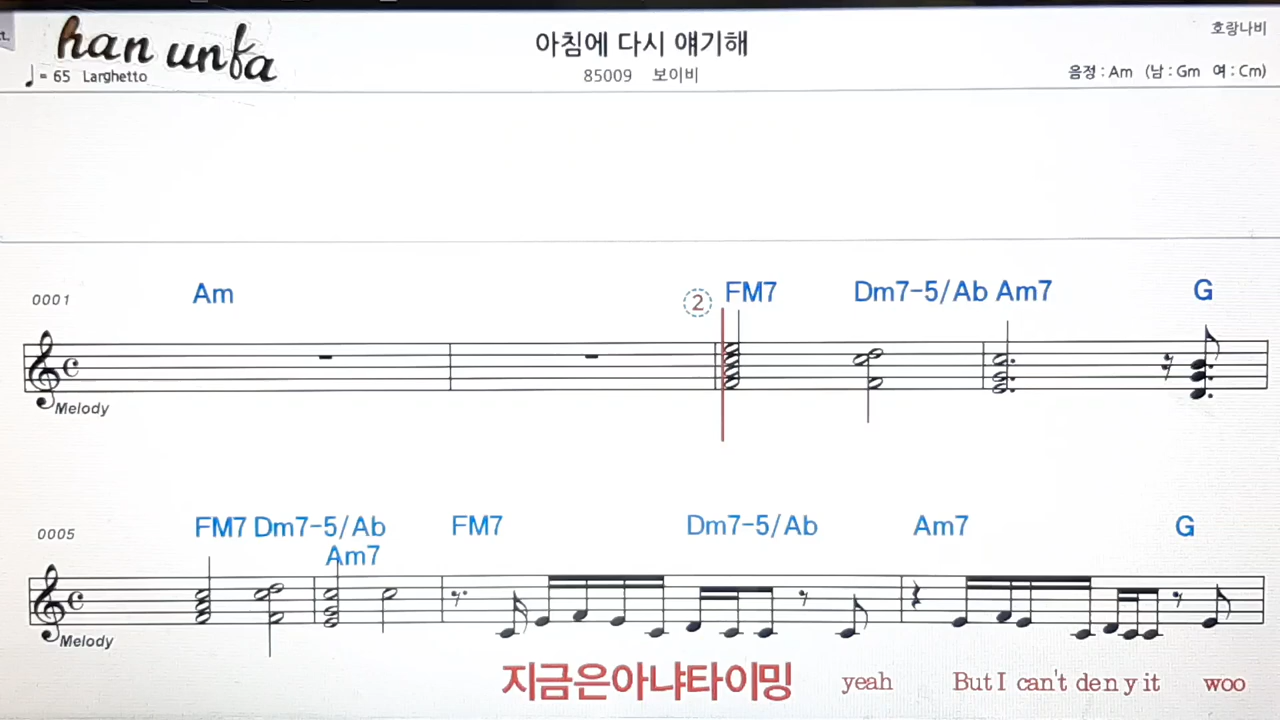 han unfa
아침에 다시 얘기해
호랑나비
♩= 65 Larghetto
85009 보이비
음정 : Am (남 : Gm 여 : Cm)
0001 Am ② FM7 Dm7-5/Ab Am7 G
Melody
0005 FM7 Dm7-5/Ab FM7 Dm7-5/Ab Am7 G
Am7
Melody
지금은아냐타이밍 yeah But I can't deny it woo